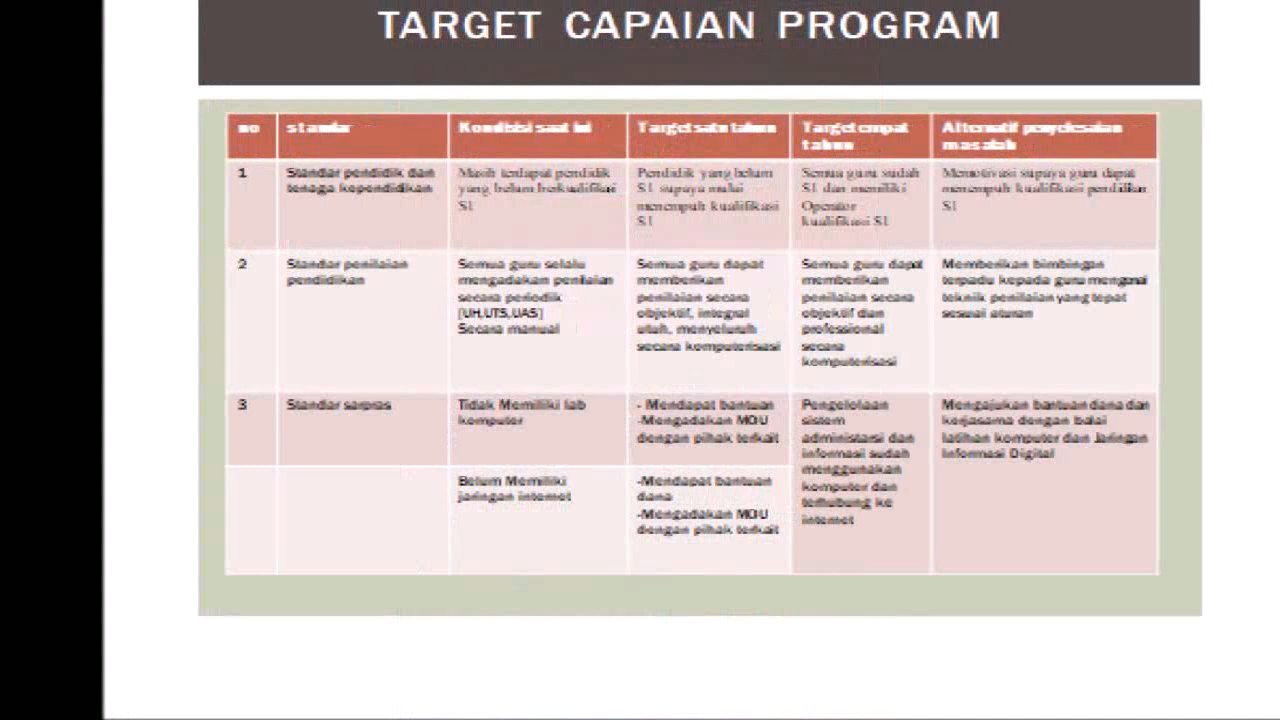 TARGET CAPAIAN PROGRAM
no
standar
Kondisisi saat ini
Target satu tahun
Target empat
tahun
Alternatif penyelesaian
masalah
1
Standar pendidik dan
tenaga kependidikan
Masih terdapat pendidik
yang belum berkualifikasi
S1
Pendidik yang belum
S1 supaya mulai
menempuh kualifikasi
S1
Semua guru sudah
S1 dan memiliki
Operator
kualifikasi S1
Memotivasi supaya guru dapat
menempuh kualifikasi pendidikan
S1
2
Standar penilaian
pendidikan
Semua guru selalu
mengadakan penilaian
secara periodik
[UH,UTS,UAS]
Secara manual
Semua guru dapat
memberikan
penilaian secara
objektif, integral
utuh, menyeluruh
secara komputerisasi
Semua guru dapat
memberikan
penilaian secara
objektif dan
professional
secara
komputerisasi
Memberikan bimbingan
terpadu kepada guru mengenai
teknik penilaian yang tepat
sesuai aturan
3
Standar sarpras
Tidak Memiliki lab
komputer
- Mendapat bantuan
-Mengadakan MOU
dengan pihak terkait
Pengelolaan
sistem
administarsi dan
informasi sudah
menggunakan
komputer dan
terhubung ke
internet
Mengajukan bantuan dana dan
kerjasama dengan balai
latihan komputer dan Jaringan
Informasi Digital
Belum Memiliki
jaringan internet
-Mendapat bantuan
dana
-Mengadakan MOU
dengan pihak terkait